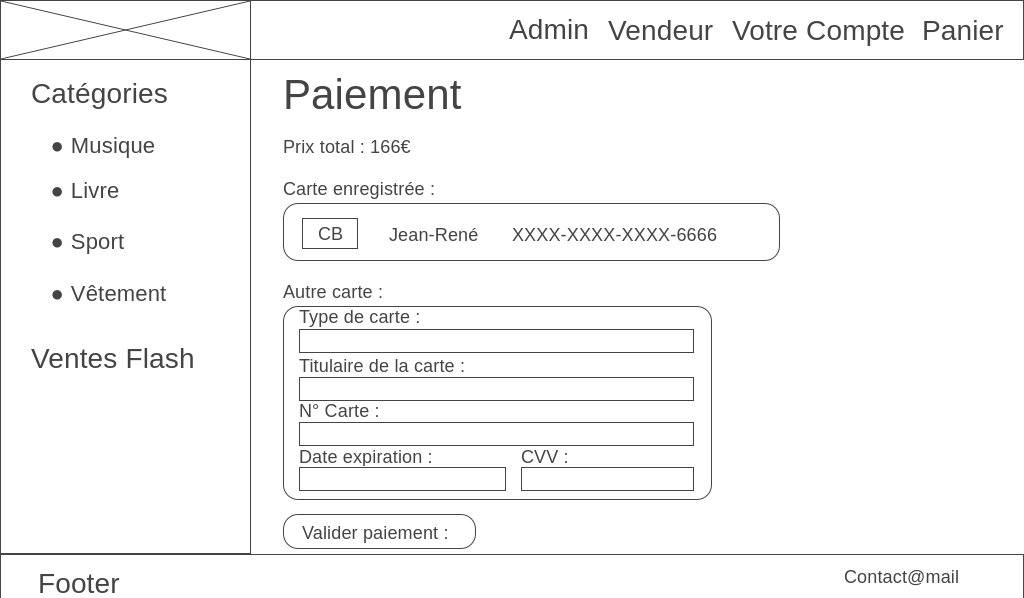 Admin Vendeur Votre Compte Panier
Catégories
● Musique
● Livre
● Sport
● Vêtement
Ventes Flash
Paiement
Prix total : 166€
Carte enregistrée :
CB Jean-René XXXX-XXXX-XXXX-6666
Autre carte :
Type de carte :
Titulaire de la carte :
N° Carte :
Date expiration : CVV :
Valider paiement :
Footer
Contact@mail